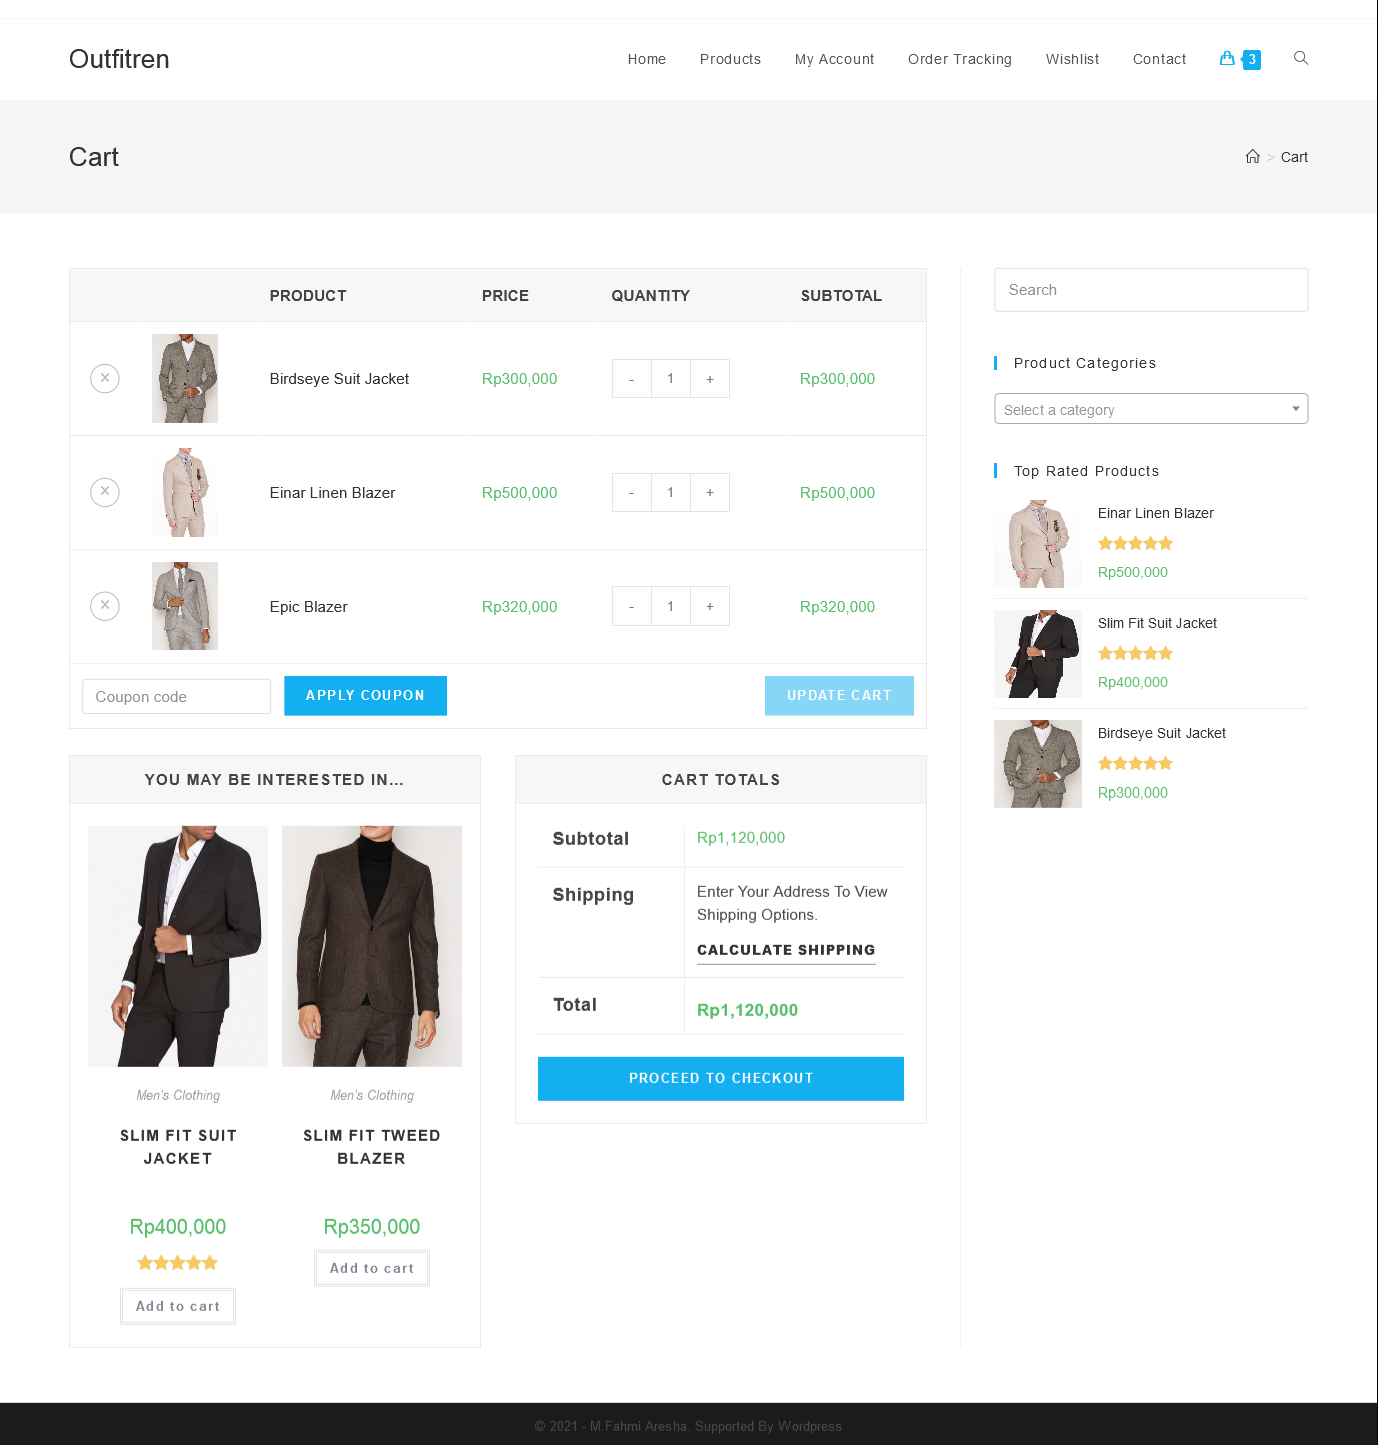 Outfitren
Home Products My Account Order Tracking Wishlist Contact 3
Cart
> Cart
PRODUCT PRICE QUANTITY SUBTOTAL
× Birdseye Suit Jacket Rp300,000 - 1 + Rp300,000
× Einar Linen Blazer Rp500,000 - 1 + Rp500,000
× Epic Blazer Rp320,000 - 1 + Rp320,000
Coupon code APPLY COUPON UPDATE CART
YOU MAY BE INTERESTED IN...
Men's Clothing
SLIM FIT SUIT
JACKET
Rp400,000
Add to cart
Men's Clothing
SLIM FIT TWEED
BLAZER
Rp350,000
Add to cart
CART TOTALS
Subtotal Rp1,120,000
Shipping Enter Your Address To View
Shipping Options.
CALCULATE SHIPPING
Total Rp1,120,000
PROCEED TO CHECKOUT
Search
Product Categories
Select a category
Top Rated Products
Einar Linen Blazer
Rp500,000
Slim Fit Suit Jacket
Rp400,000
Birdseye Suit Jacket
Rp300,000
© 2021 - M.Fahmi Aresha. Supported By Wordpress